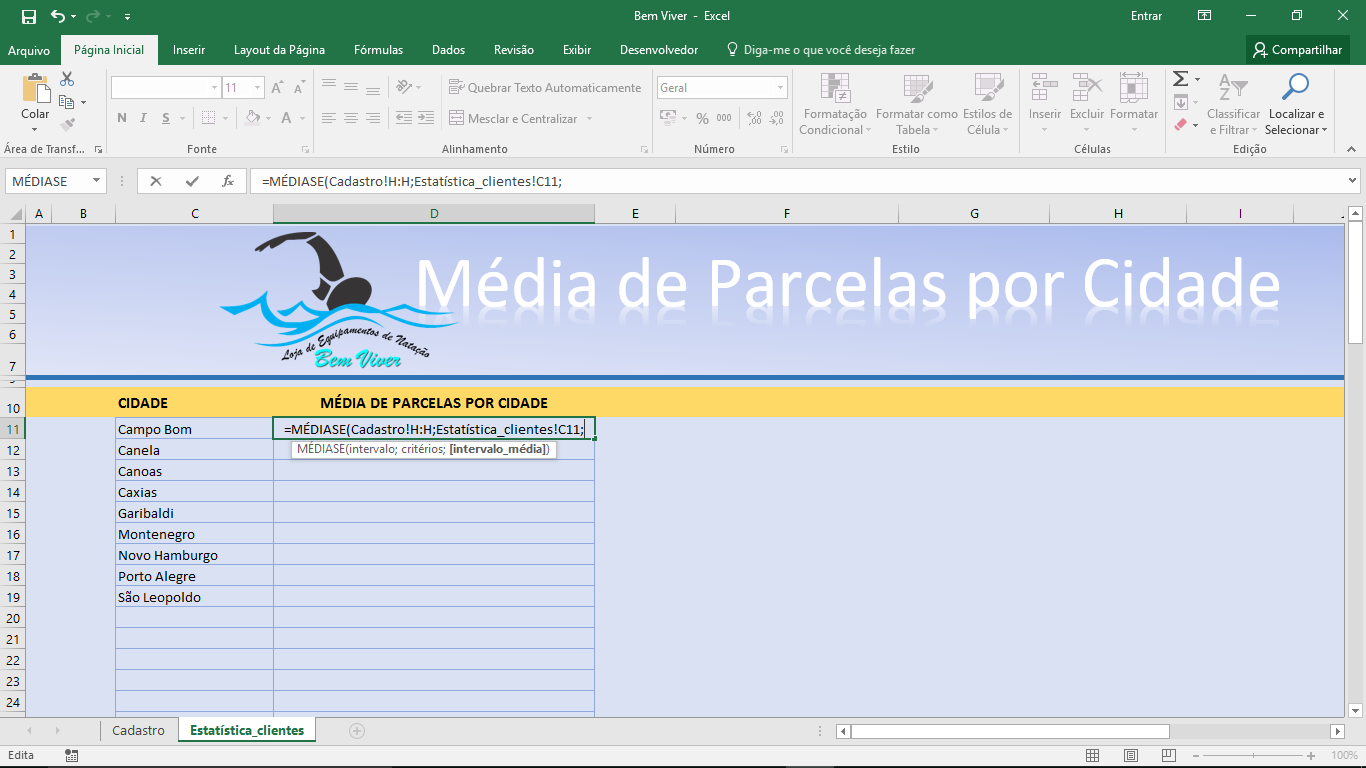 Bem Viver - Excel
Entrar
Arquivo Página Inicial Inserir Layout da Página Fórmulas Dados Revisão Exibir Desenvolvedor Diga-me o que você deseja fazer Compartilhar
Colar
11
Quebrar Texto Automaticamente
Geral
N I S A
Mesclar e Centralizar
% 000
Formatação Condicional
Formatar como Tabela
Estilos de Célula
Inserir
Excluir
Formatar
Classificar e Filtrar
Localizar e Selecionar
Área de Transf... Fonte Alinhamento Número Estilo Células Edição
MÉDIASE
fx
=MÉDIASE(Cadastro!H:H;Estatística_clientes!C11;
A B C D E F G H I
1
2
3
4
5
6
7
Média de Parcelas por Cidade
Loja de Equipamentos de Natação
Bem Viver
10 CIDADE MÉDIA DE PARCELAS POR CIDADE
11 Campo Bom =MÉDIASE(Cadastro!H:H;Estatística_clientes!C11;
12 Canela MÉDIASE(intervalo; critérios; [intervalo_média])
13 Canoas
14 Caxias
15 Garibaldi
16 Montenegro
17 Novo Hamburgo
18 Porto Alegre
19 São Leopoldo
20
21
22
23
24
Cadastro Estatística_clientes
Edita
100%